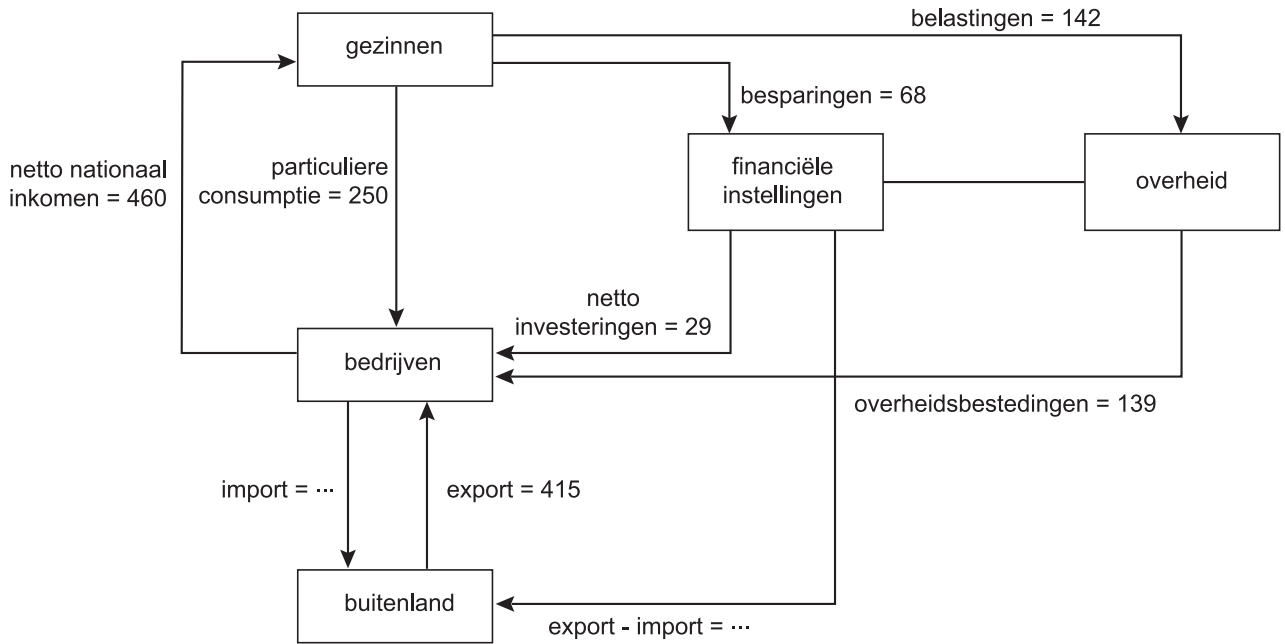 belastingen = 142
gezinnen
besparingen = 68
netto nationaal
inkomen = 460
particuliere
consumptie = 250
financiële
instellingen
overheid
netto
investeringen = 29
bedrijven
overheidsbestedingen = 139
import = ...
export = 415
buitenland
export - import = ...